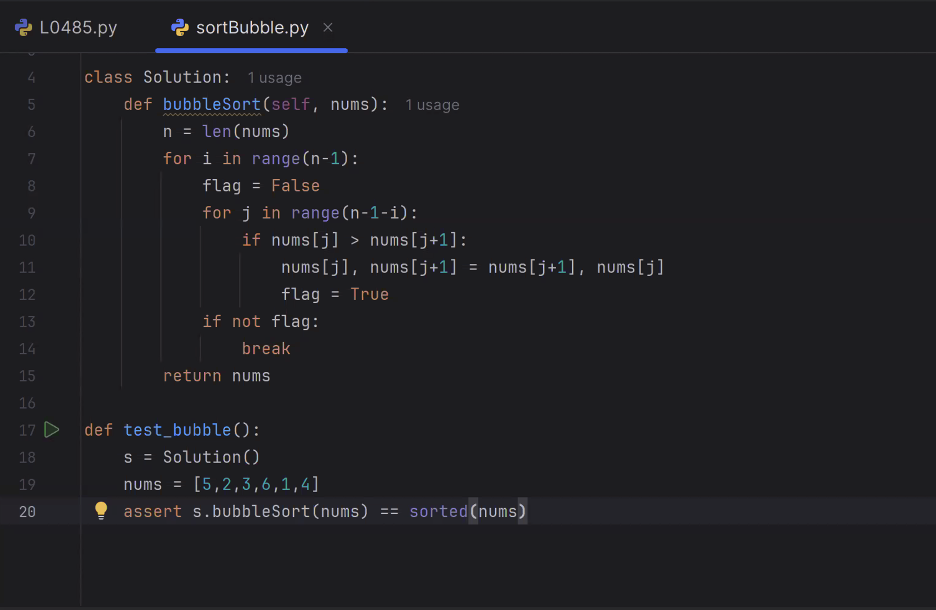 L0485.py sortBubble.py
4 class Solution: 1 usage
5 def bubbleSort(self, nums): 1 usage
6 n = len(nums)
7 for i in range(n-1):
8 flag = False
9 for j in range(n-1-i):
10 if nums[j] > nums[j+1]:
11 nums[j], nums[j+1] = nums[j+1], nums[j]
12 flag = True
13 if not flag:
14 break
15 return nums
16
17 def test_bubble():
18 s = Solution()
19 nums = [5,2,3,6,1,4]
20 assert s.bubbleSort(nums) == sorted(nums)